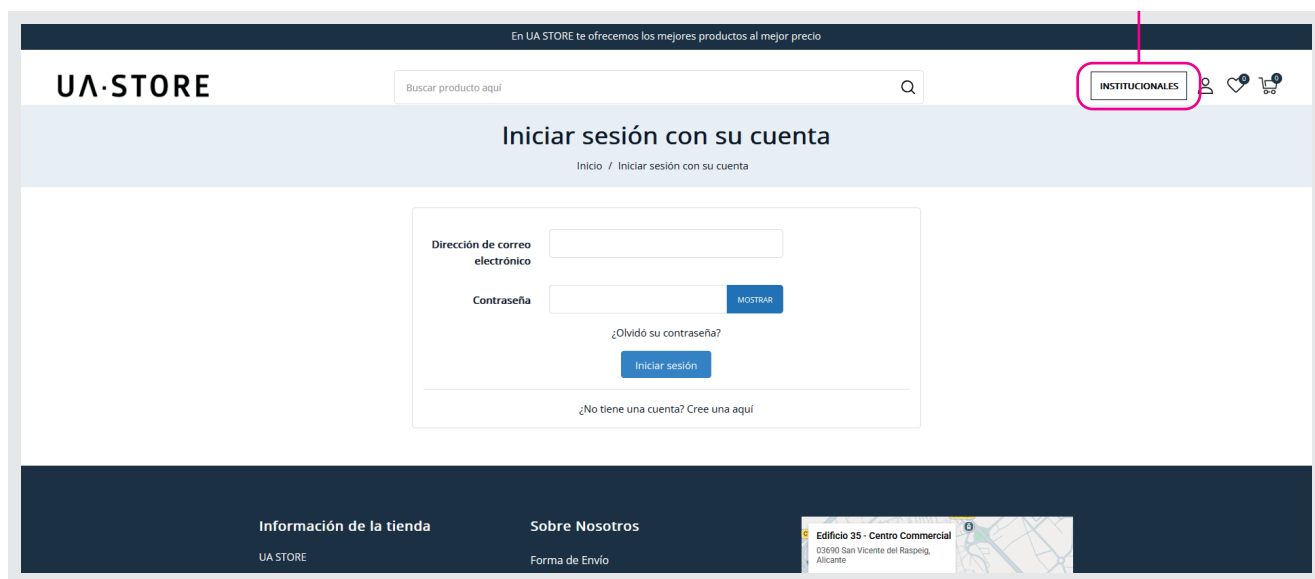 En UA STORE te ofrecemos los mejores productos al mejor precio
UA·STORE
Buscar producto aquí
INSTITUCIONALES
0
0
Iniciar sesión con su cuenta
Inicio / Iniciar sesión con su cuenta
Dirección de correo
electrónico
Contraseña
MOSTRAR
¿Olvidó su contraseña?
Iniciar sesión
¿No tiene una cuenta? Cree una aquí
Información de la tienda
UA STORE
Sobre Nosotros
Forma de Envío
Edificio 35 - Centro Commercial
03690 San Vicente del Raspeig,
Alicante